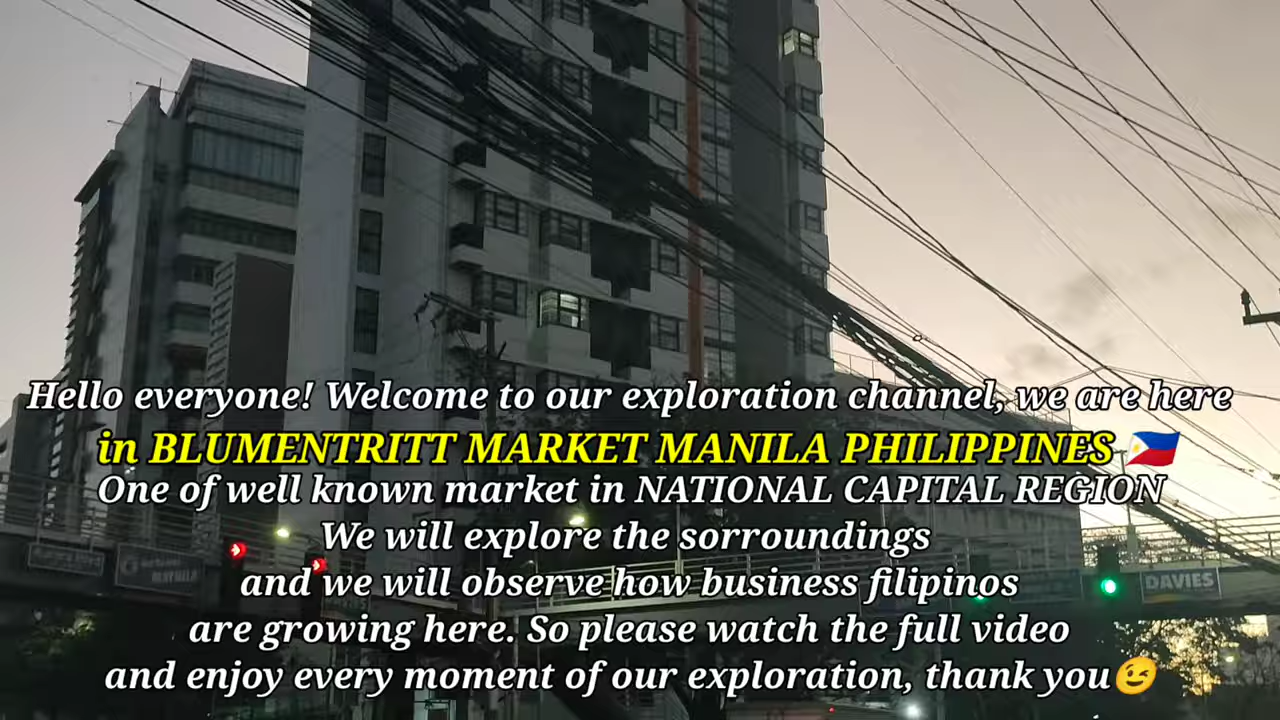 Hello everyone! Welcome to our exploration channel, we are here
in BLUMENTRITT MARKET MANILA PHILIPPINES 🇵🇭
One of well known market in NATIONAL CAPITAL REGION
We will explore the sorroundings
and we will observe how business filipinos
are growing here. So please watch the full video
and enjoy every moment of our exploration, thank you😉
DAVIES